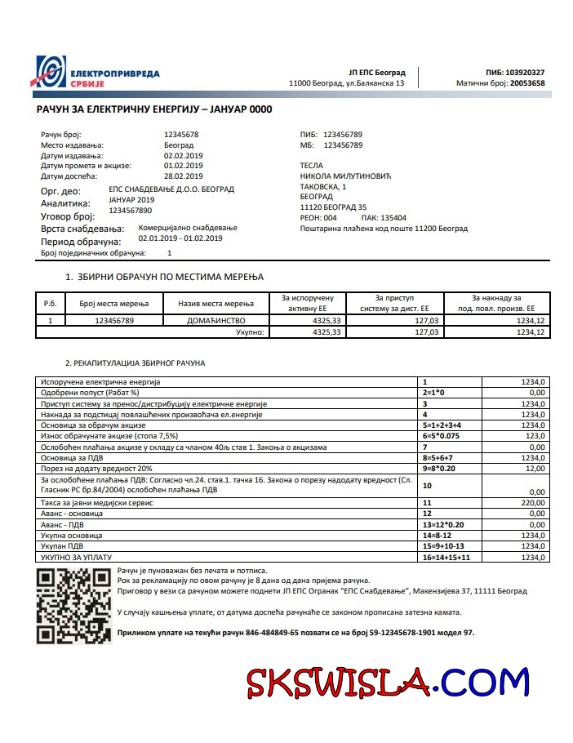 ЕЛЕКТРОПРИВРЕДА
СРБИЈЕ
ЈП ЕПС Београд
11000 Београд, ул.Балканска 13
ПИБ: 103920327
Матични број: 20053658
РАЧУН ЗА ЕЛЕКТРИЧНУ ЕНЕРГИЈУ – ЈАНУАР 0000
Рачун број: 12345678
Место издавања: Београд
Датум издавања: 02.02.2019
Датум промета и акцизе: 01.02.2019
Датум доспећа: 28.02.2019
Орг. део: ЕПС СНАБДЕВАЊЕ Д.О.О. БЕОГРАД
Аналитика: ЈАНУАР 2019
Уговор број: 1234567890
Врста снабдевања: Комерцијално снабдевање
Период обрачуна: 02.01.2019 - 01.02.2019
Број појединачних обрачуна: 1
ПИБ: 123456789
МБ: 123456789
ТЕСЛА
НИКОЛА МИЛУТИНОВИЋ
ТАКОВСКА, 1
БЕОГРАД
11120 БЕОГРАД 35
РЕОН: 004 ПАК: 135404
Поштарина плаћена код поште 11200 Београд
1. ЗБИРНИ ОБРАЧУН ПО МЕСТИМА МЕРЕЊА
Р.б. Број места мерења Назив места мерења За испоручену активну ЕЕ За приступ систему за дист. ЕЕ За накнаду за под. повл. произв. ЕЕ
1 123456789 ДОМАЋИНСТВО 4325,33 127,03 1234,12
Укупно: 4325,33 127,03 1234,12
2. РЕКАПИТУЛАЦИЈА ЗБИРНОГ РАЧУНА
Испоручена електрична енергија 1 1234,0
Одобрени попуст (Рабат %) 2=1*0 0,00
Приступ систему за пренос/дистрибуцију електричне енергије 3 1234,0
Накнада за подстицај повлашћених произвођача ел.енергије 4 1234,0
Основица за обрачун акцизе 5=1+2+3+4 1234,0
Износ обрачунате акцизе (стопа 7,5%) 6=5*0.075 123,0
Ослобођен плаћања акцизе у складу са чланом 40љ став 1. Закона о акцизама 7 0,00
Основица за ПДВ 8=5+6+7 1234,0
Порез на додату вредност 20% 9=8*0.20 12,00
За ослобођене плаћања ПДВ: Согласно чл.24. став.1. тачка 16. Закона о порезу надодату вредност (Сл.
Гласник РС бр.84/2004) ослобођен плаћања ПДВ 10 0,00
Такса за јавни медијски сервис 11 220,00
Аванс - основица 12 0,00
Аванс - ПДВ 13=12*0.20 0,00
Укупна основица 14=8-12 1234,0
Укупан ПДВ 15=9+10-13 1234,0
УКУПНО ЗА УПЛАТУ 16=14+15+11 1234,0
Рачун је пуноважан без печата и потписа.
Рок за рекламацију по овом рачуну је 8 дана од дана пријема рачуна.
Приговор у вези са рачуном можете поднети ЈП ЕПС Огранак "ЕПС Снабдевање", Макензијева 37, 11111 Београд
У случају кашњења уплате, от датума доспећа рачунаће се законом прописана затезна камата.
Приликом уплате на текући рачун 846-484849-65 позвати се на број 59-12345678-1901 модел 97.
SKSWISLA.COM